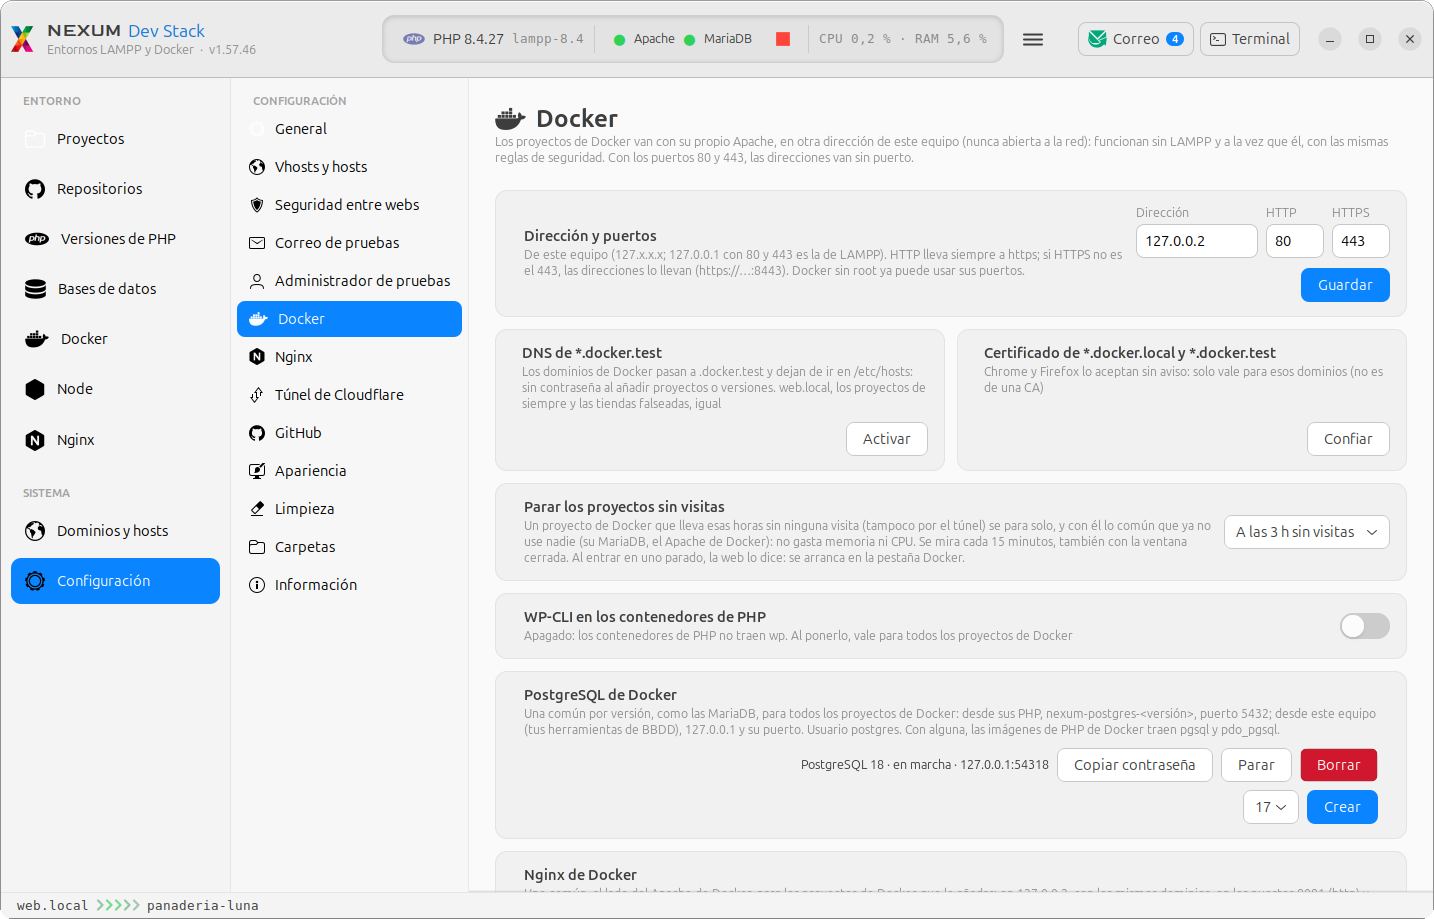 NEXUM Dev Stack
Entornos LAMPP y Docker · v1.57.46
php PHP 8.4.27 lampp-8.4
Apache MariaDB
CPU 0,2 % · RAM 5,6 %
Correo 4
Terminal
ENTORNO
Proyectos
Repositorios
php Versiones de PHP
Bases de datos
Docker
Node
N Nginx
SISTEMA
Dominios y hosts
Configuración
CONFIGURACIÓN
General
Vhosts y hosts
Seguridad entre webs
Correo de pruebas
Administrador de pruebas
Docker
N Nginx
Túnel de Cloudflare
GitHub
Apariencia
Limpieza
Carpetas
Información
Docker
Los proyectos de Docker van con su propio Apache, en otra dirección de este equipo (nunca abierta a la red): funcionan sin LAMPP y a la vez que él, con las mismas
reglas de seguridad. Con los puertos 80 y 443, las direcciones van sin puerto.
Dirección y puertos
De este equipo (127.x.x.x; 127.0.0.1 con 80 y 443 es la de LAMPP). HTTP lleva siempre a https; si HTTPS no es
el 443, las direcciones lo llevan (https://…:8443). Docker sin root ya puede usar sus puertos.
Dirección HTTP HTTPS
127.0.0.2 80 443
Guardar
DNS de *.docker.test
Los dominios de Docker pasan a .docker.test y dejan de ir en /etc/hosts:
sin contraseña al añadir proyectos o versiones. web.local, los proyectos de
siempre y las tiendas falseadas, igual
Activar
Certificado de *.docker.local y *.docker.test
Chrome y Firefox lo aceptan sin aviso: solo vale para esos dominios (no es
de una CA)
Confiar
Parar los proyectos sin visitas
Un proyecto de Docker que lleva esas horas sin ninguna visita (tampoco por el túnel) se para solo, y con él lo común que ya no
use nadie (su MariaDB, el Apache de Docker): no gasta memoria ni CPU. Se mira cada 15 minutos, también con la ventana
cerrada. Al entrar en uno parado, la web lo dice: se arranca en la pestaña Docker.
A las 3 h sin visitas
WP-CLI en los contenedores de PHP
Apagado: los contenedores de PHP no traen wp. Al ponerlo, vale para todos los proyectos de Docker
PostgreSQL de Docker
Una común por versión, como las MariaDB, para todos los proyectos de Docker: desde sus PHP, nexum-postgres-<versión>, puerto 5432; desde este equipo
(tus herramientas de BBDD), 127.0.0.1 y su puerto. Usuario postgres. Con alguna, las imágenes de PHP de Docker traen pgsql y pdo_pgsql.
PostgreSQL 18 · en marcha · 127.0.0.1:54318 Copiar contraseña Parar Borrar
17 Crear
Nginx de Docker
web.local panaderia-luna